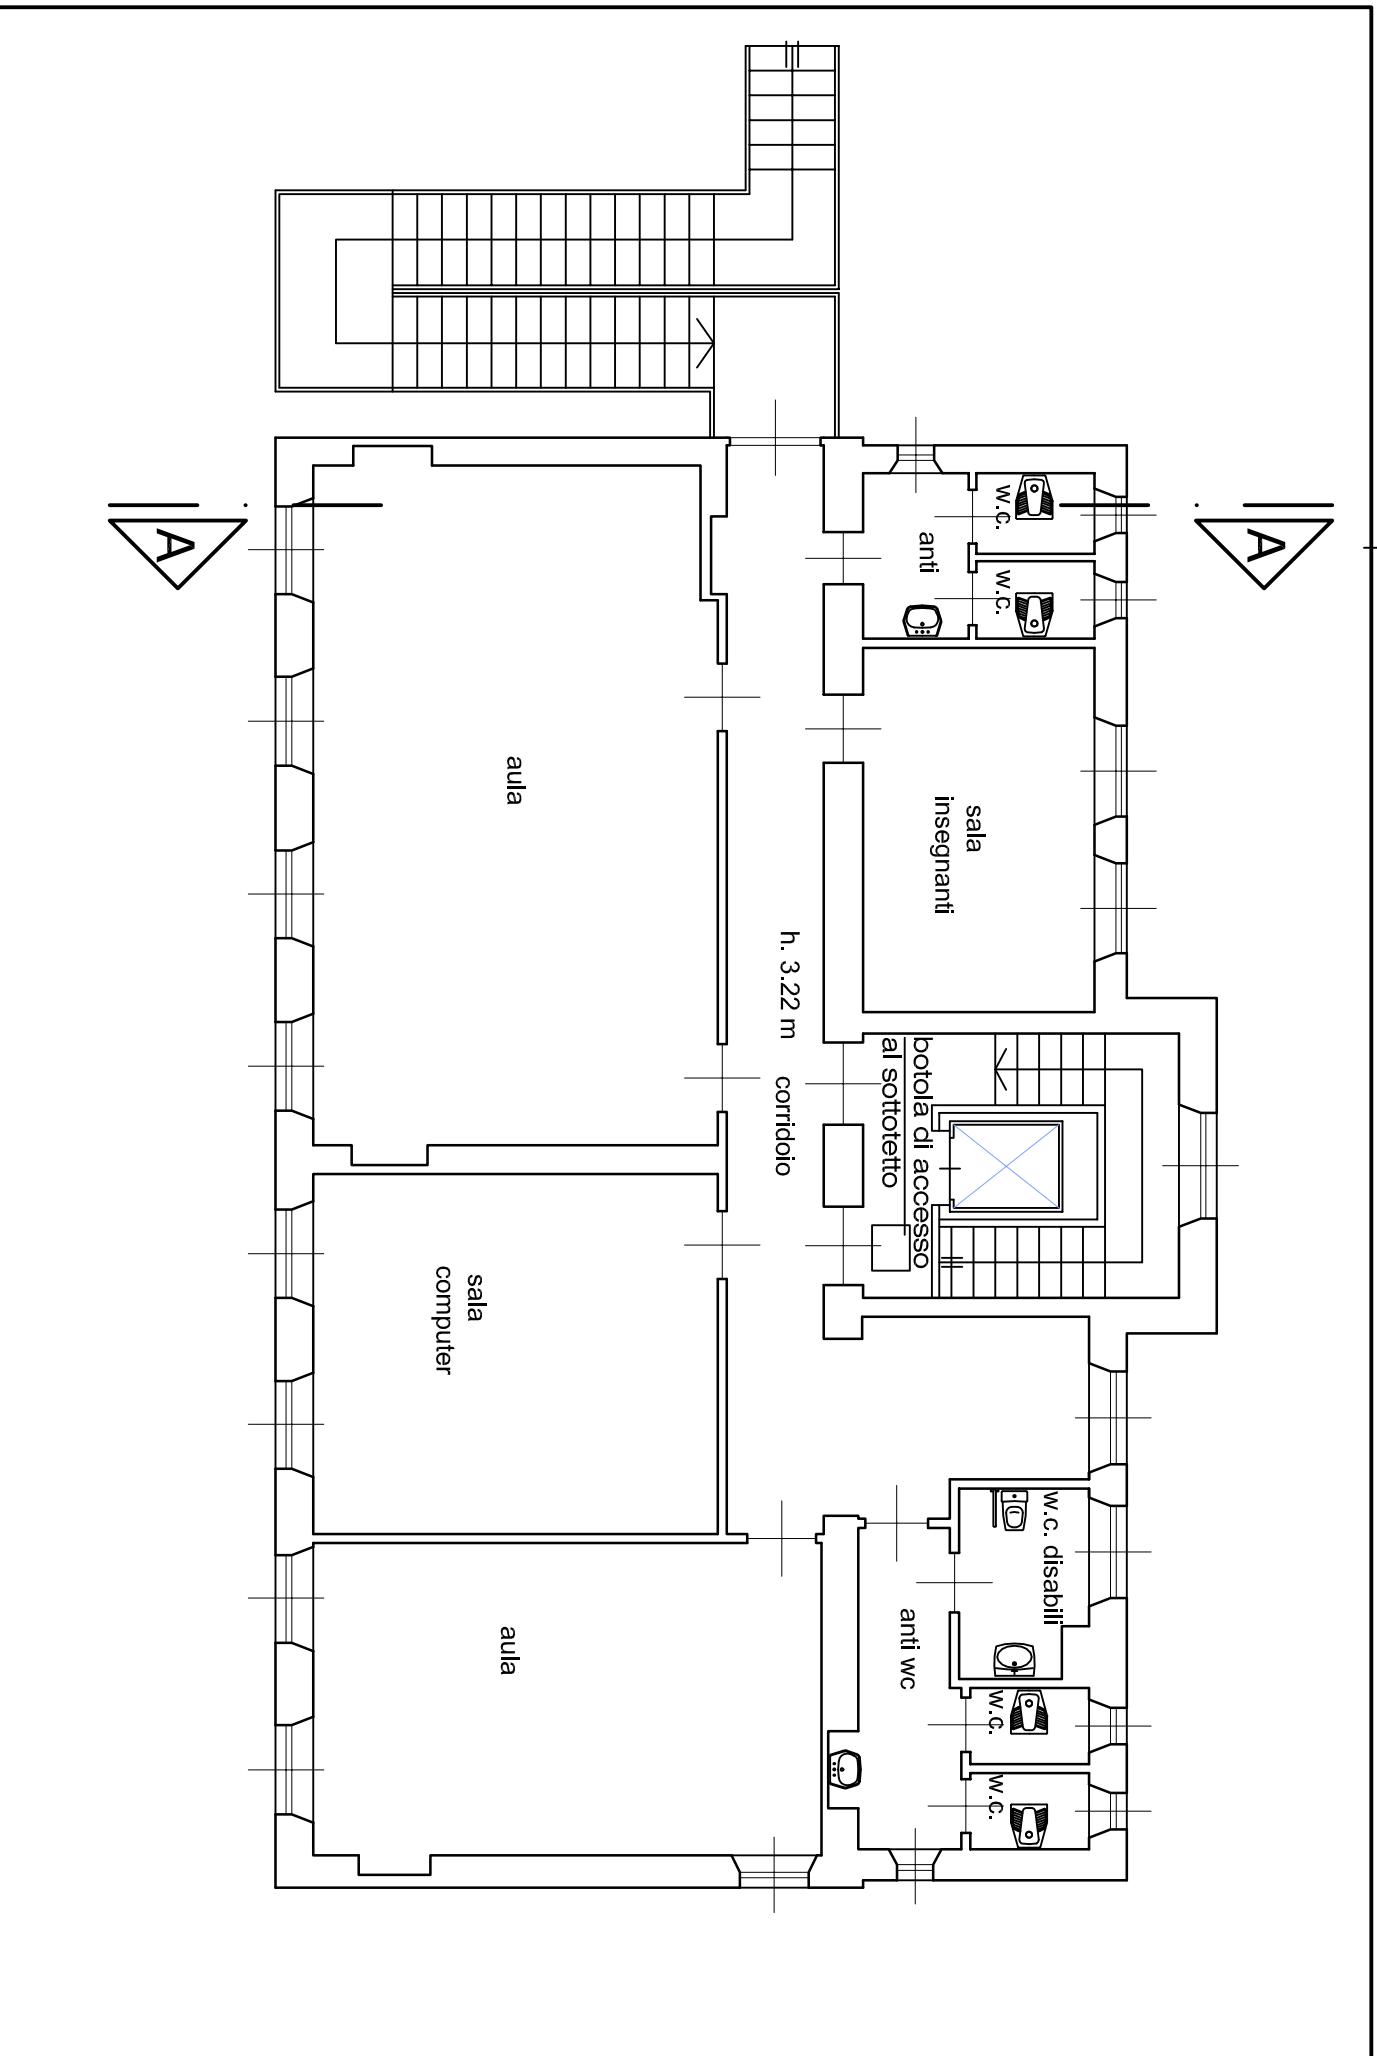 A
A
w.c.
anti
w.c.
sala
insegnanti
aula
h. 3.22 m
corridoio
botola di accesso
al sottotetto
sala
computer
w.c. disabili
anti wc
aula
w.c.
w.c.